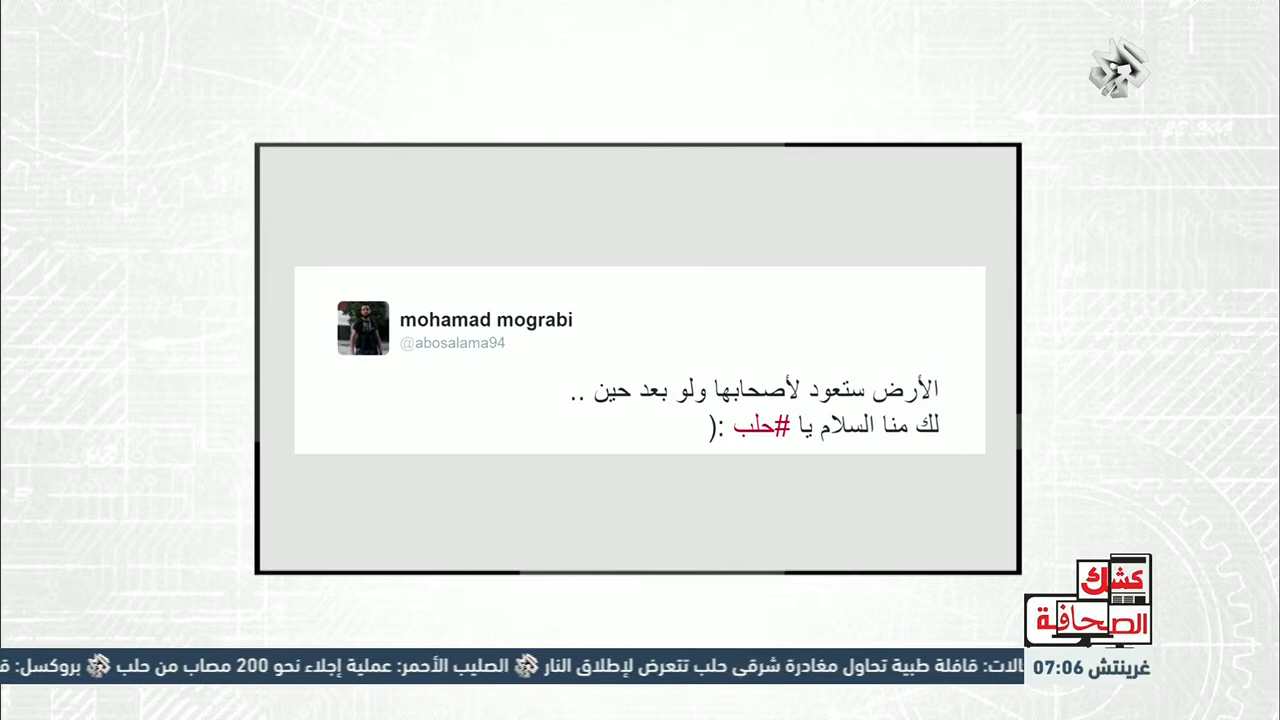 mohamad mograbi
@abosalama94
الأرض ستعود لأصحابها ولو بعد حين ..
لك منا السلام يا #حلب :(
كشك
الصحافة
غرينتش 07:06
الات: قافلة طبية تحاول مغادرة شرقي حلب تتعرض لإطلاق النار الصليب الأحمر: عملية إجلاء نحو 200 مصاب من حلب بروكسل: ق